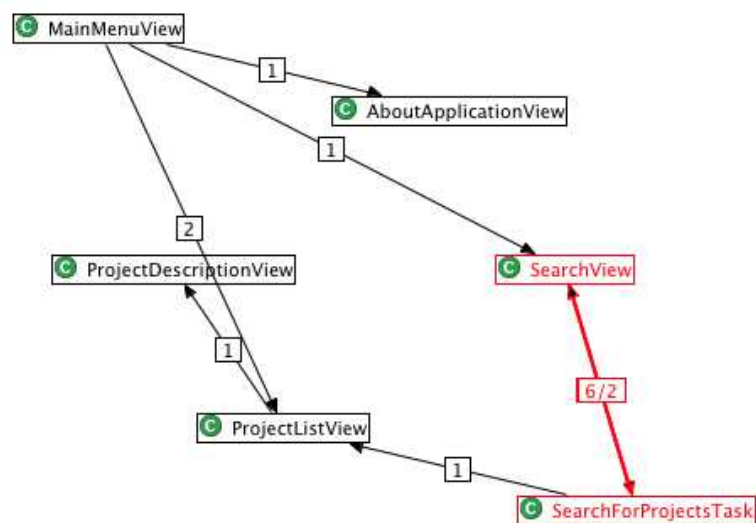 C MainMenuView
1
C AboutApplicationView
1
2
C ProjectDescriptionView
C SearchView
1
6/2
C ProjectListView
1
C SearchForProjectsTask